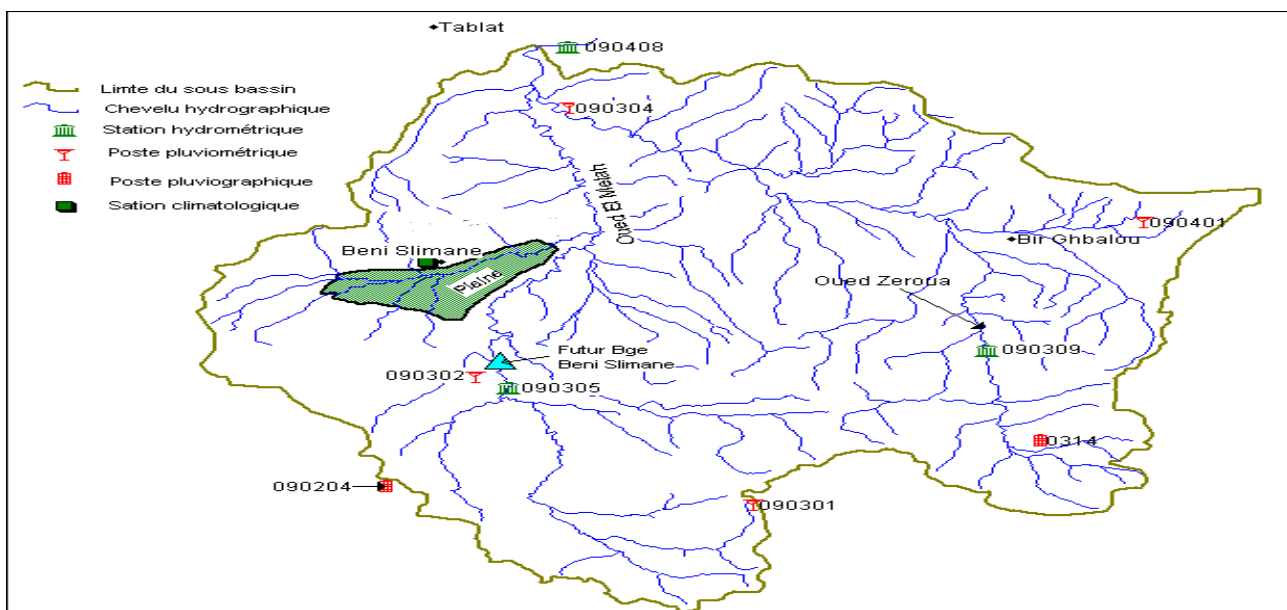 Tablat
090408
Limte du sous bassin
Chevelu hydrographique
Station hydrométrique
Poste pluviométrique
Poste pluviographique
Sation climatologique
090304
Oued El Melah
090401
Bir Ghbalou
Beni Slimane
Plaine
Oued Zeroua
Futur Bge
Beni Slimane
090309
090302
090305
0314
090204
090301